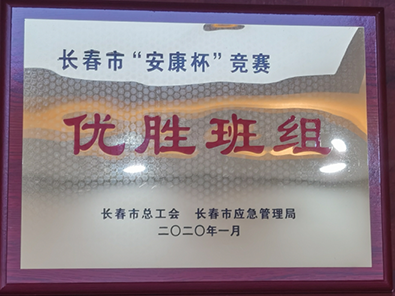 长春市“安康杯”竞赛
优胜班组
长春市总工会 长春市应急管理局
二〇二〇年一月